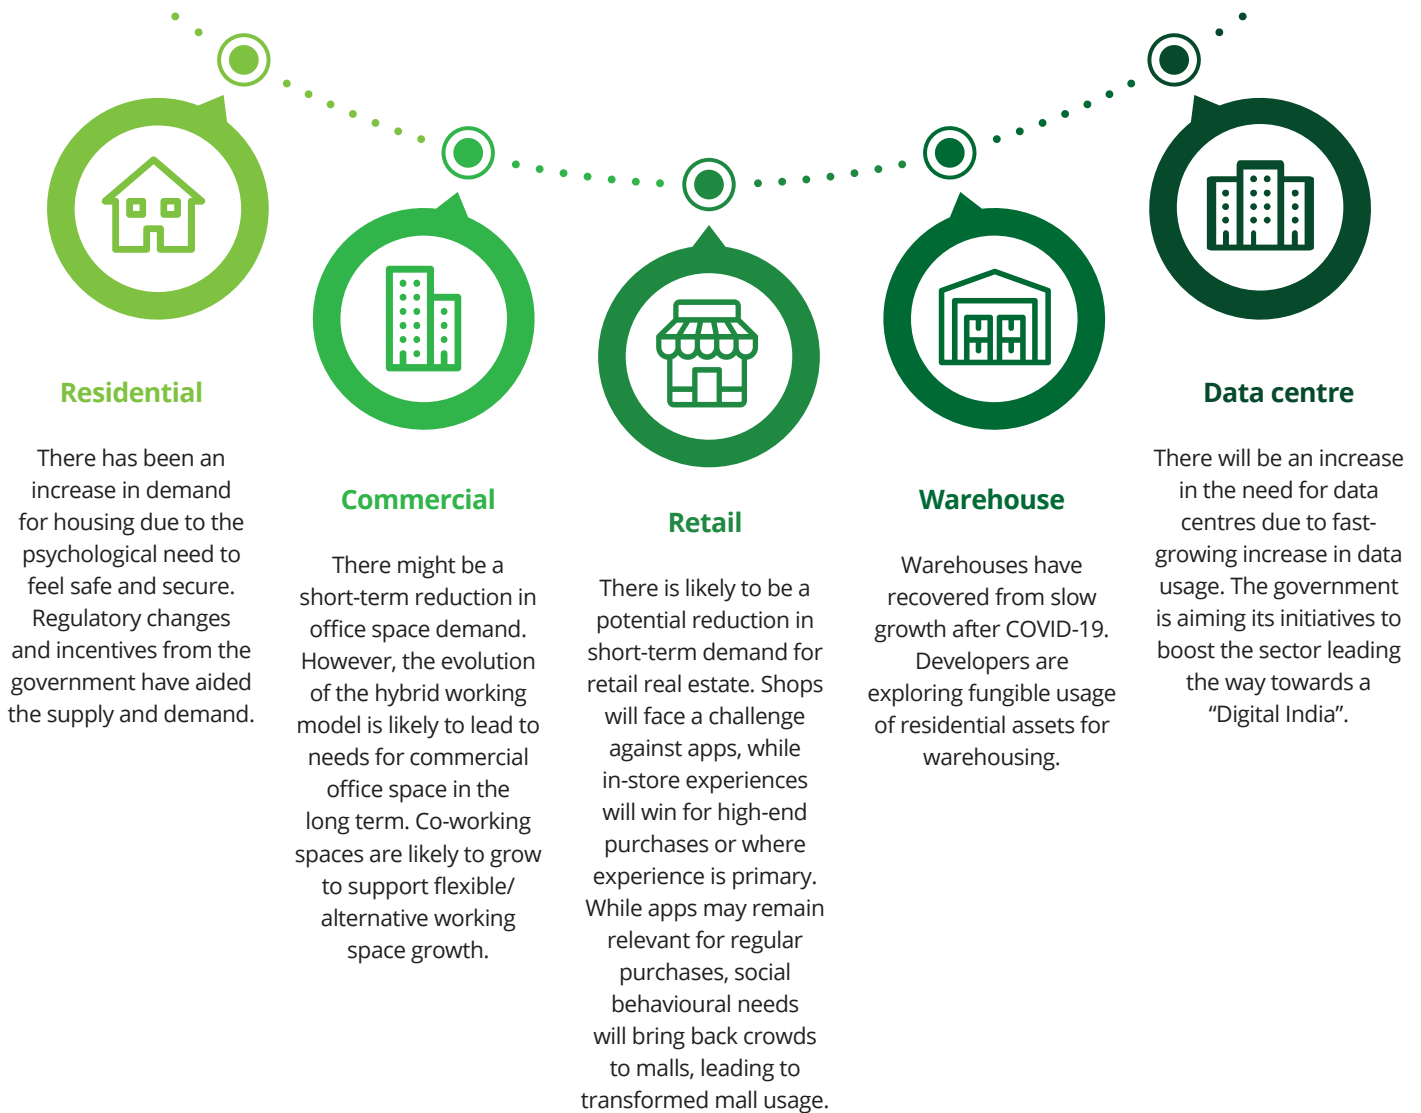 Residential
There has been an
increase in demand
for housing due to the
psychological need to
feel safe and secure.
Regulatory changes
and incentives from the
government have aided
the supply and demand.
Commercial
There might be a
short-term reduction in
office space demand.
However, the evolution
of the hybrid working
model is likely to lead to
needs for commercial
office space in the
long term. Co-working
spaces are likely to grow
to support flexible/
alternative working
space growth.
Retail
There is likely to be a
potential reduction in
short-term demand for
retail real estate. Shops
will face a challenge
against apps, while
in-store experiences
will win for high-end
purchases or where
experience is primary.
While apps may remain
relevant for regular
purchases, social
behavioural needs
will bring back crowds
to malls, leading to
transformed mall usage.
Warehouse
Warehouses have
recovered from slow
growth after COVID-19.
Developers are
exploring fungible usage
of residential assets for
warehousing.
Data centre
There will be an increase
in the need for data
centres due to fast-
growing increase in data
usage. The government
is aiming its initiatives to
boost the sector leading
the way towards a
“Digital India”.